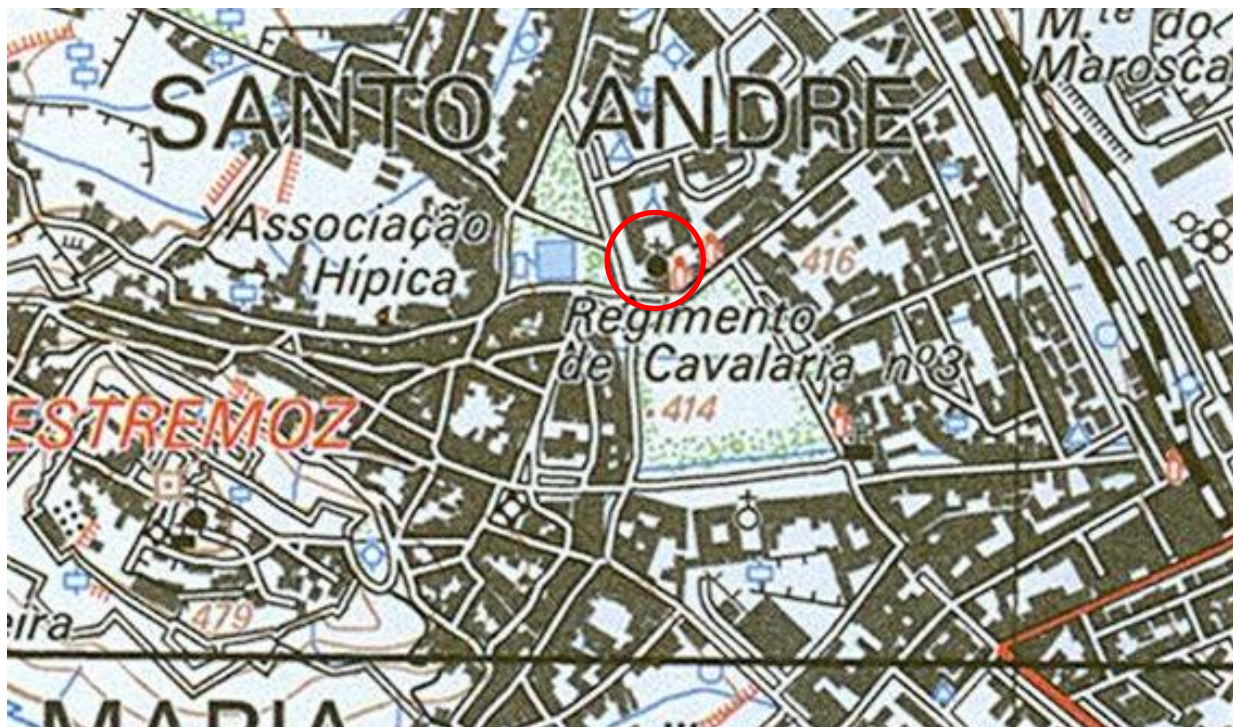 M.te do
Marosca
SANTO ANDRÉ
Associação
Hípica
416
Regimento
de Cavalaria nº3
414
ESTREMOZ
479
eira
MARIA